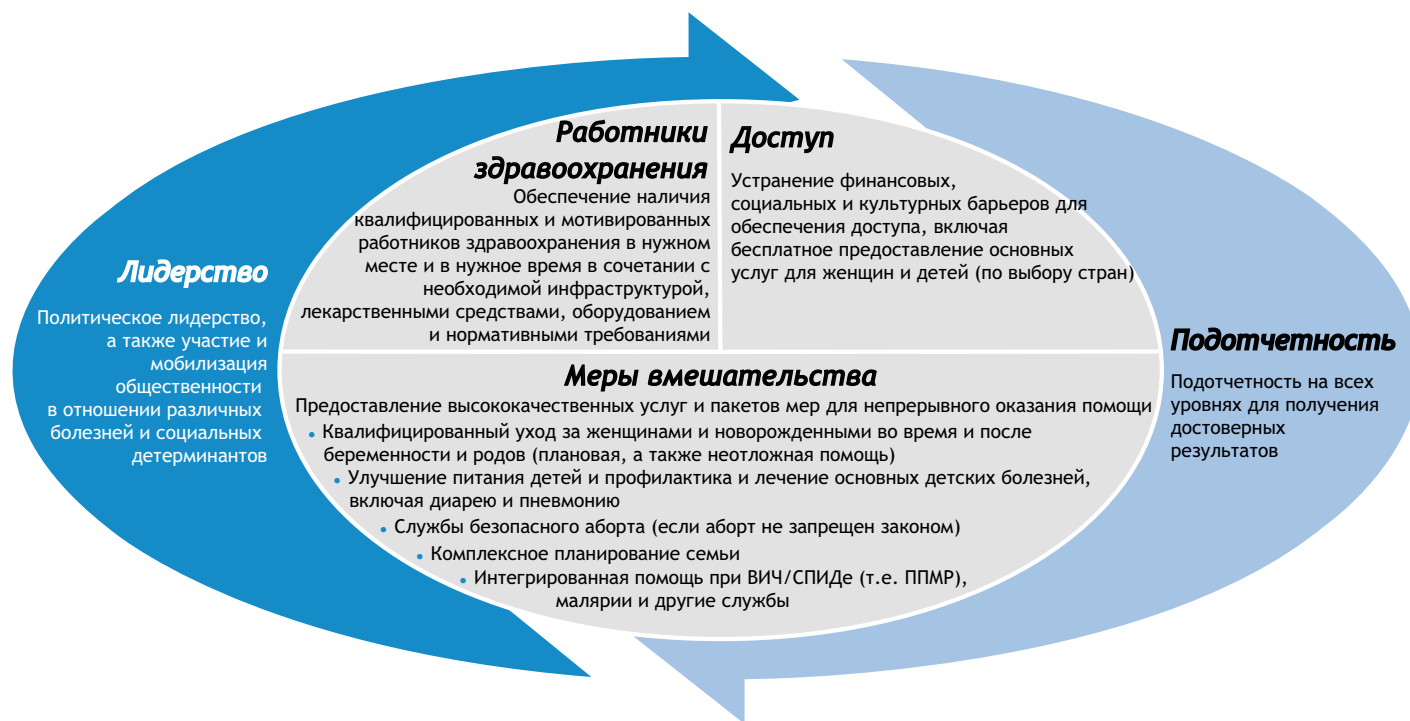 Лидерство
Политическое лидерство,
а также участие и
мобилизация
общественности
в отношении различных
болезней и социальных
детерминантов
Работники
здравоохранения
Обеспечение наличия
квалифицированных и мотивированных
работников здравоохранения в нужном
месте и в нужное время в сочетании с
необходимой инфраструктурой,
лекарственными средствами, оборудованием
и нормативными требованиями
Доступ
Устранение финансовых,
социальных и культурных барьеров для
обеспечения доступа, включая
бесплатное предоставление основных
услуг для женщин и детей (по выбору стран)
Меры вмешательства
Предоставление высококачественных услуг и пакетов мер для непрерывного оказания помощи
• Квалифицированный уход за женщинами и новорожденными во время и после
беременности и родов (плановая, а также неотложная помощь)
• Улучшение питания детей и профилактика и лечение основных детских болезней,
включая диарею и пневмонию
• Службы безопасного аборта (если аборт не запрещен законом)
• Комплексное планирование семьи
• Интегрированная помощь при ВИЧ/СПИДе (т.е. ППМР),
малярии и другие службы
Подотчетность
Подотчетность на всех
уровнях для получения
достоверных
результатов